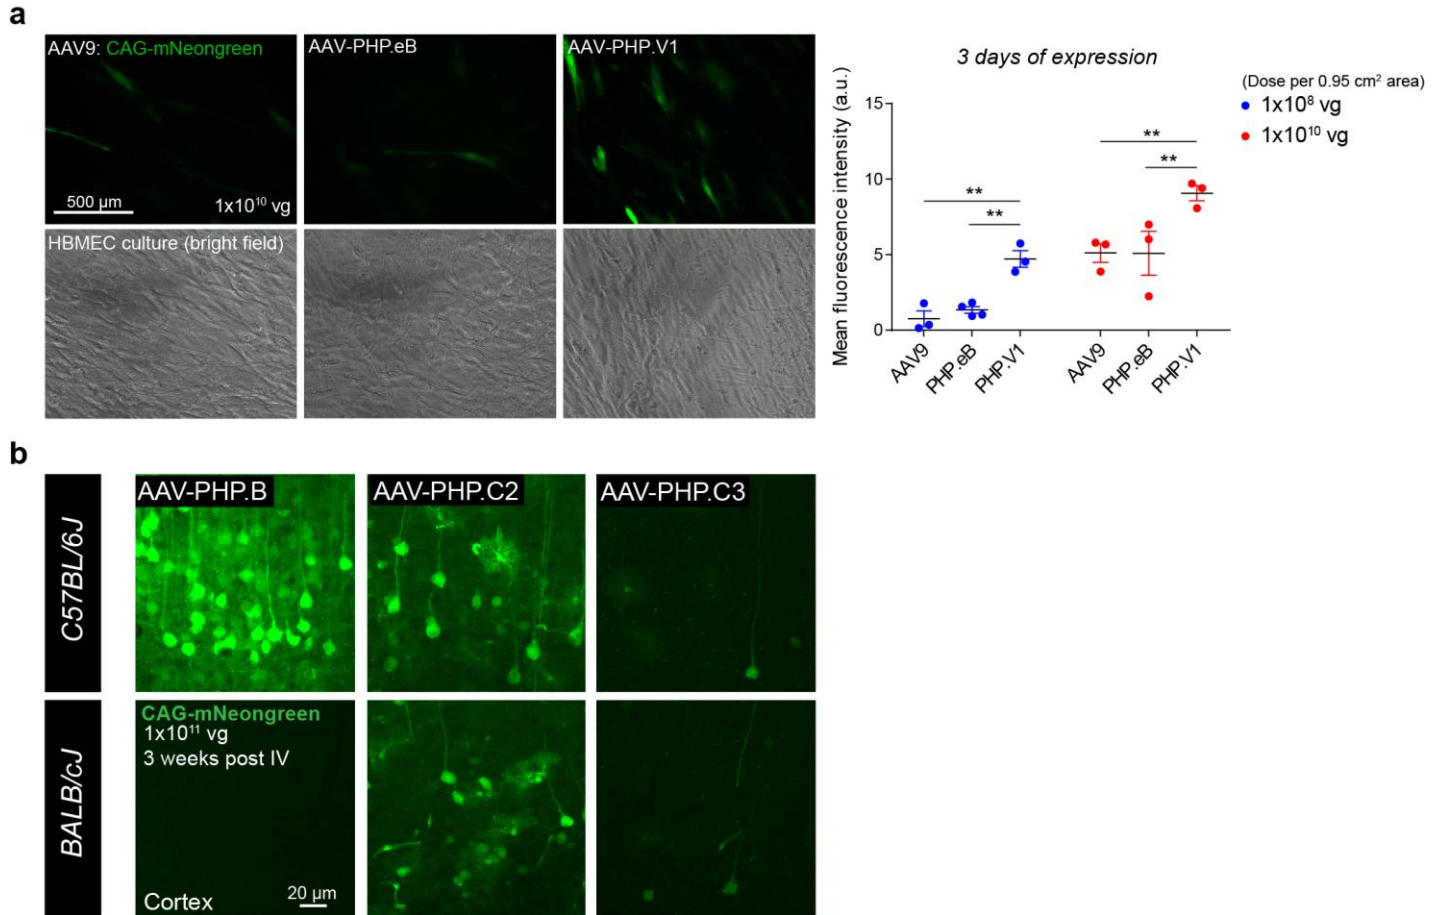 a
AAV9: CAG-mNeongreen
AAV-PHP.eB
AAV-PHP.V1
500 µm
1x10¹⁰ vg
HBMEC culture (bright field)
3 days of expression
Mean fluorescence intensity (a.u.)
15
10
5
0
**
**
**
**
AAV9
PHP.eB
PHP.V1
AAV9
PHP.eB
PHP.V1
(Dose per 0.95 cm² area)
1x10⁸ vg
1x10¹⁰ vg
b
AAV-PHP.B
AAV-PHP.C2
AAV-PHP.C3
C57BL/6J
BALB/cJ
CAG-mNeongreen
1x10¹¹ vg
3 weeks post IV
Cortex
20 µm